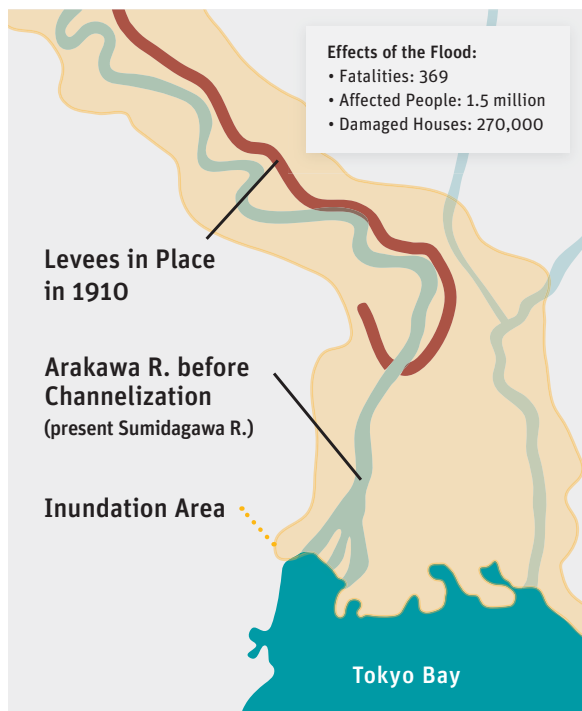 Effects of the Flood:
• Fatalities: 369
• Affected People: 1.5 million
• Damaged Houses: 270,000
Levees in Place
in 1910
Arakawa R. before
Channelization
(present Sumidagawa R.)
Inundation Area
Tokyo Bay